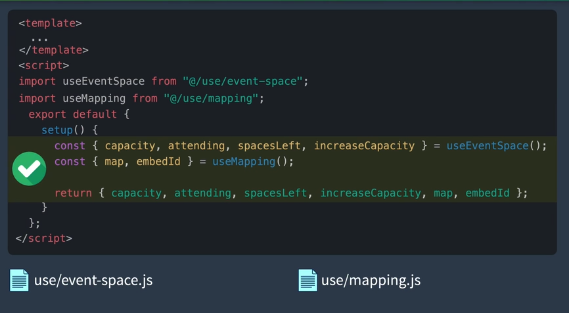 <template>
...
</template>
<script>
import useEventSpace from "@/use/event-space";
import useMapping from "@/use/mapping";
export default {
setup() {
const { capacity, attending, spacesLeft, increaseCapacity } = useEventSpace();
const { map, embedId } = useMapping();
return { capacity, attending, spacesLeft, increaseCapacity, map, embedId };
}
};
</script>
use/event-space.js
use/mapping.js